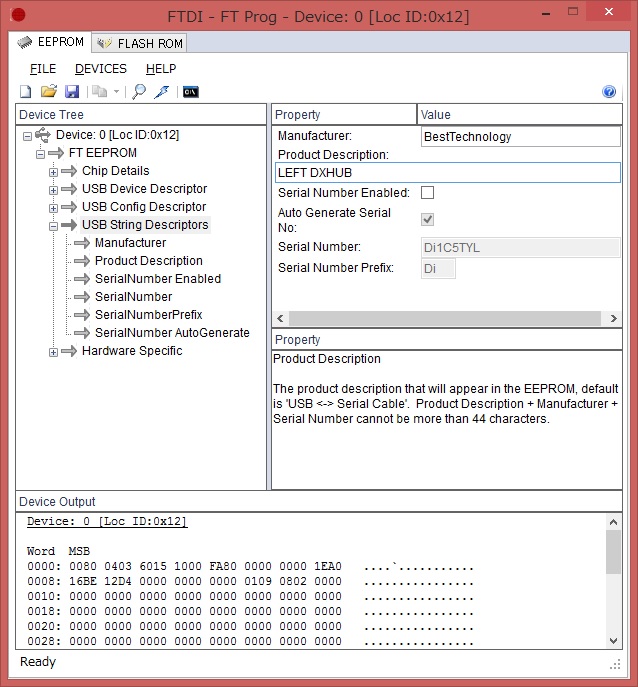 FTDI - FT Prog - Device: 0 [Loc ID:0x12]
EEPROM FLASH ROM
FILE DEVICES HELP
C:\
Device Tree
Device: 0 [Loc ID:0x12]
FT EEPROM
Chip Details
USB Device Descriptor
USB Config Descriptor
USB String Descriptors
Manufacturer
Product Description
SerialNumber Enabled
SerialNumber
SerialNumberPrefix
SerialNumber AutoGenerate
Hardware Specific
Property Value
Manufacturer: BestTechnology
Product Description:
LEFT DXHUB
Serial Number Enabled:
Auto Generate Serial
No:
Serial Number: Di1C5TYL
Serial Number Prefix: Di
Property
Product Description
The product description that will appear in the EEPROM, default
is 'USB <-> Serial Cable'. Product Description + Manufacturer +
Serial Number cannot be more than 44 characters.
Device Output
Device: 0 [Loc ID:0x12]
Word MSB
0000: 0080 0403 6015 1000 FA80 0000 0000 1EA0 ....`...........
0008: 16BE 12D4 0000 0000 0000 0109 0802 0000 ................
0010: 0000 0000 0000 0000 0000 0000 0000 0000 ................
0018: 0000 0000 0000 0000 0000 0000 0000 0000 ................
0020: 0000 0000 0000 0000 0000 0000 0000 0000 ................
0028: 0000 0000 0000 0000 0000 0000 0000 0000 ................
Ready